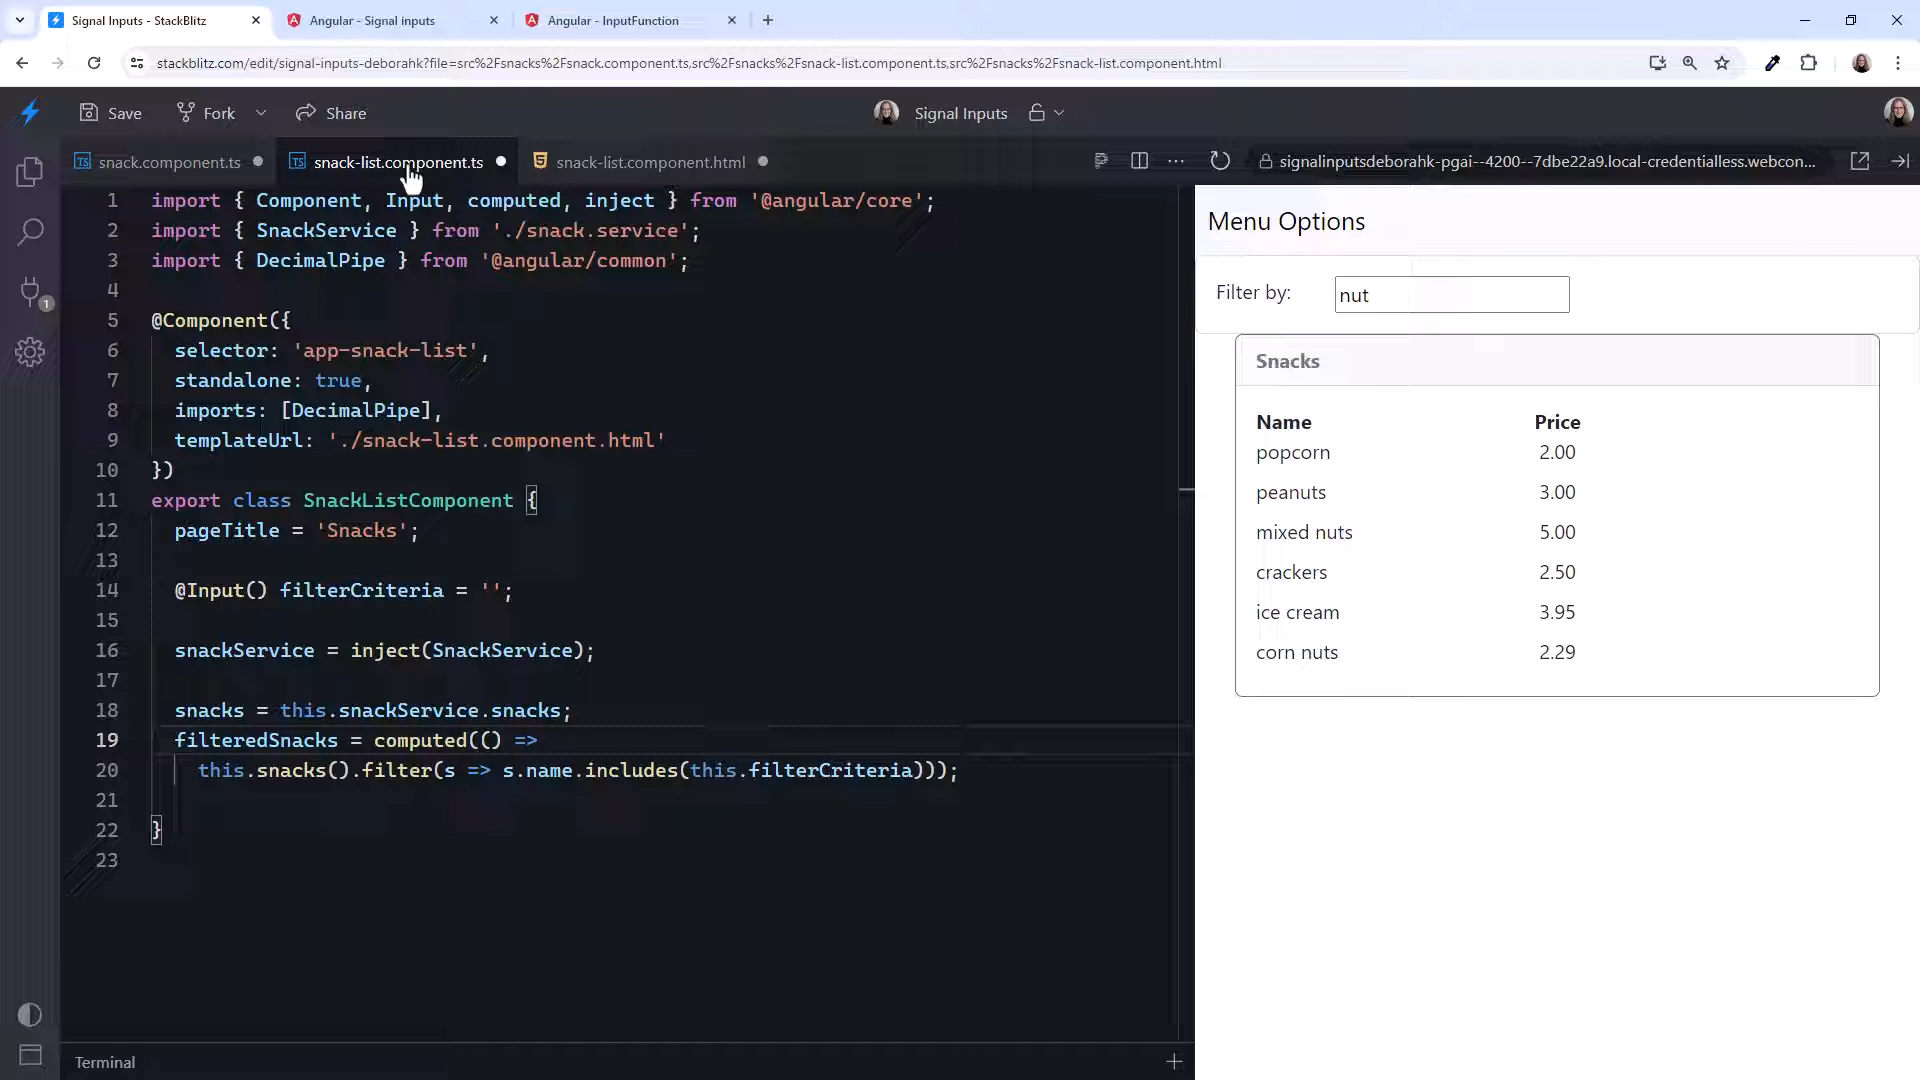 Signal Inputs - StackBlitz
Angular - Signal inputs
Angular - InputFunction
stackblitz.com/edit/signal-inputs-deborahk?file=src%2Fsnacks%2Fsnack.component.ts,src%2Fsnacks%2Fsnack-list.component.ts,src%2Fsnacks%2Fsnack-list.component.html
Save
Fork
Share
Signal Inputs
TS snack.component.ts
TS snack-list.component.ts
snack-list.component.html
signalinputsdeborahk-pgai--4200--7dbe22a9.local-credentialless.webcon...
1
1 import { Component, Input, computed, inject } from '@angular/core';
2 import { SnackService } from './snack.service';
3 import { DecimalPipe } from '@angular/common';
4
5 @Component({
6 selector: 'app-snack-list',
7 standalone: true,
8 imports: [DecimalPipe],
9 templateUrl: './snack-list.component.html'
10 })
11 export class SnackListComponent {
12 pageTitle = 'Snacks';
13
14 @Input() filterCriteria = '';
15
16 snackService = inject(SnackService);
17
18 snacks = this.snackService.snacks;
19 filteredSnacks = computed(() =>
20 this.snacks().filter(s => s.name.includes(this.filterCriteria)));
21
22 }
23
Terminal
Menu Options
Filter by: nut
Snacks
Name Price
popcorn 2.00
peanuts 3.00
mixed nuts 5.00
crackers 2.50
ice cream 3.95
corn nuts 2.29